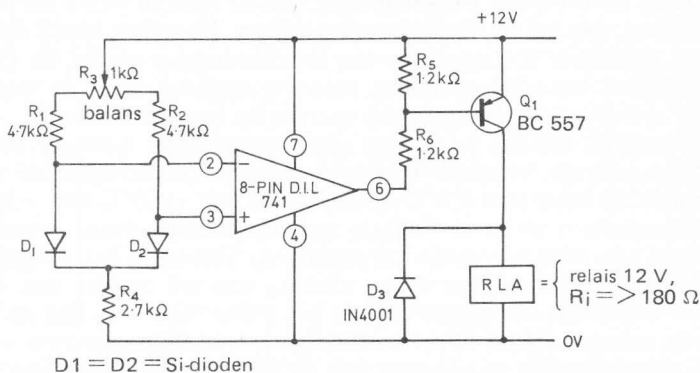 +12V
R3 1kΩ
balans
R1
4.7kΩ
R2
4.7kΩ
R5
1.2kΩ
R6
1.2kΩ
Q1
BC 557
7
2
8-PIN D.I.L
741
6
3
4
−
+
D1
D2
R4
2.7kΩ
D3
IN4001
RLA = { relais 12 V,
Ri = > 180 Ω
0V
D1 = D2 = Si-dioden